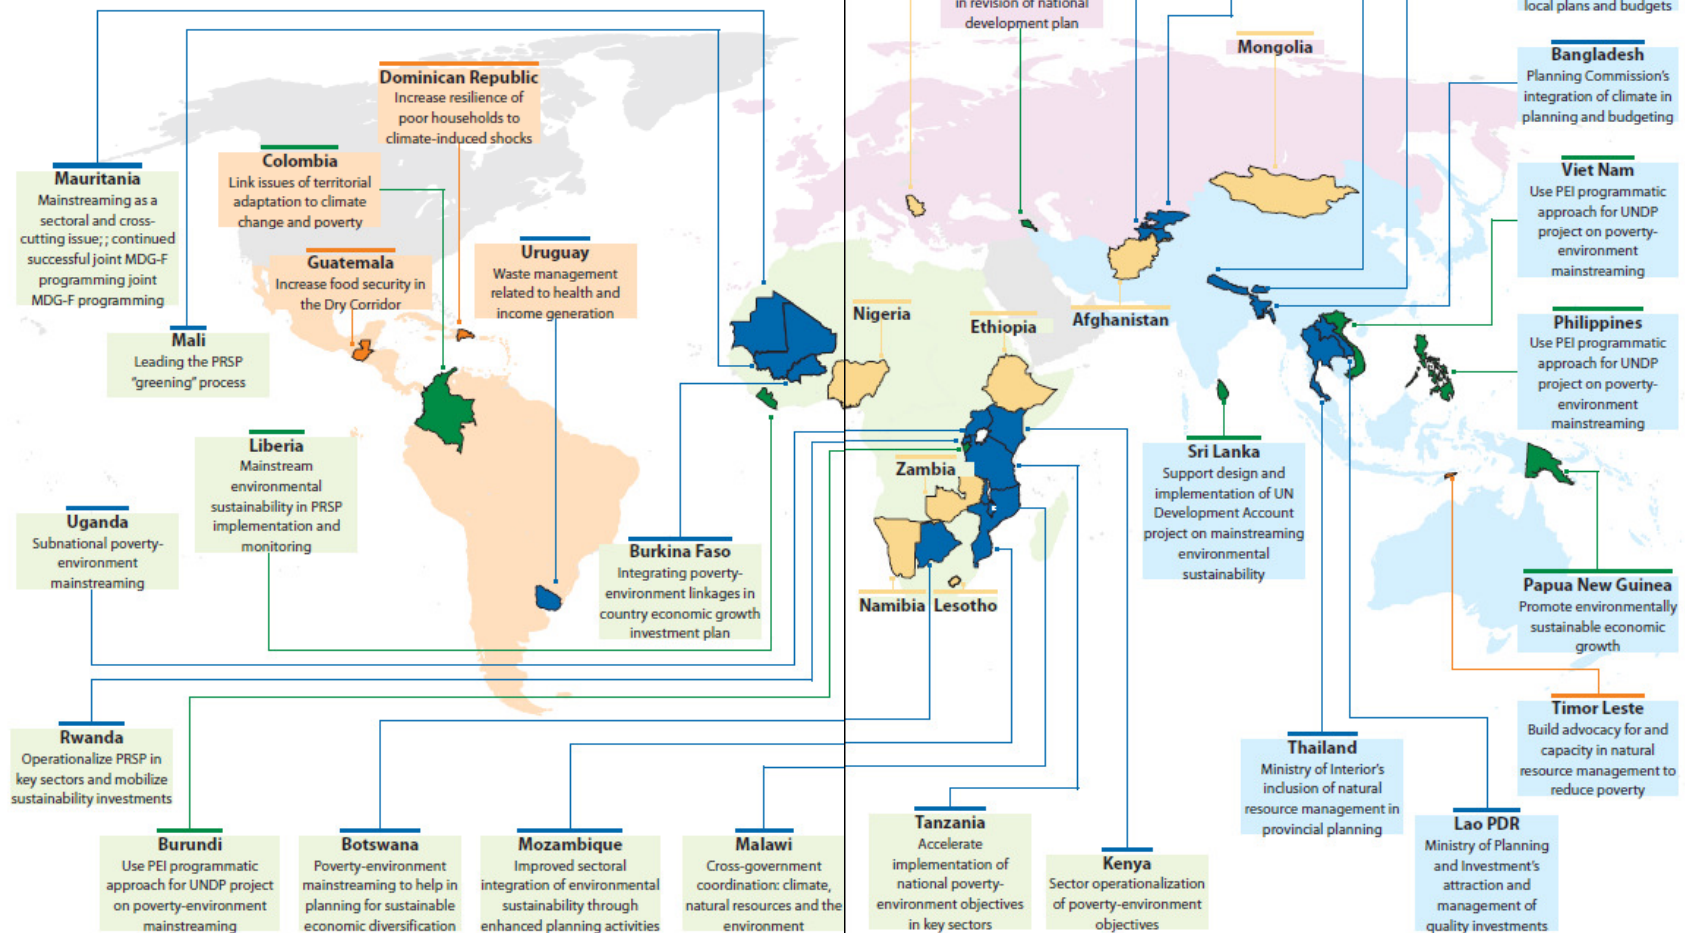 in revision of national
development plan
local plans and budgets
Mongolia
Bangladesh
Planning Commission's
integration of climate in
planning and budgeting
Dominican Republic
Increase resilience of
poor households to
climate-induced shocks
Colombia
Link issues of territorial
adaptation to climate
change and poverty
Mauritania
Mainstreaming as a
sectoral and cross-
cutting issue; ; continued
successful joint MDG-F
programming joint
MDG-F programming
Viet Nam
Use PEI programmatic
approach for UNDP
project on poverty-
environment
mainstreaming
Guatemala
Increase food security in
the Dry Corridor
Uruguay
Waste management
related to health and
income generation
Nigeria
Ethiopia
Afghanistan
Philippines
Use PEI programmatic
approach for UNDP
project on poverty-
environment
mainstreaming
Mali
Leading the PRSP
"greening" process
Liberia
Mainstream
environmental
sustainability in PRSP
implementation and
monitoring
Zambia
Sri Lanka
Support design and
implementation of UN
Development Account
project on mainstreaming
environmental
sustainability
Uganda
Subnational poverty-
environment
mainstreaming
Burkina Faso
Integrating poverty-
environment linkages in
country economic growth
investment plan
Namibia
Lesotho
Papua New Guinea
Promote environmentally
sustainable economic
growth
Rwanda
Operationalize PRSP in
key sectors and mobilize
sustainability investments
Timor Leste
Build advocacy for and
capacity in natural
resource management to
reduce poverty
Thailand
Ministry of Interior's
inclusion of natural
resource management in
provincial planning
Burundi
Use PEI programmatic
approach for UNDP project
on poverty-environment
mainstreaming
Botswana
Poverty-environment
mainstreaming to help in
planning for sustainable
economic diversification
Mozambique
Improved sectoral
integration of environmental
sustainability through
enhanced planning activities
Malawi
Cross-government
coordination: climate,
natural resources and the
environment
Tanzania
Accelerate
implementation of
national poverty-
environment objectives
in key sectors
Kenya
Sector operationalization
of poverty-environment
objectives
Lao PDR
Ministry of Planning
and Investment's
attraction and
management of
quality investments